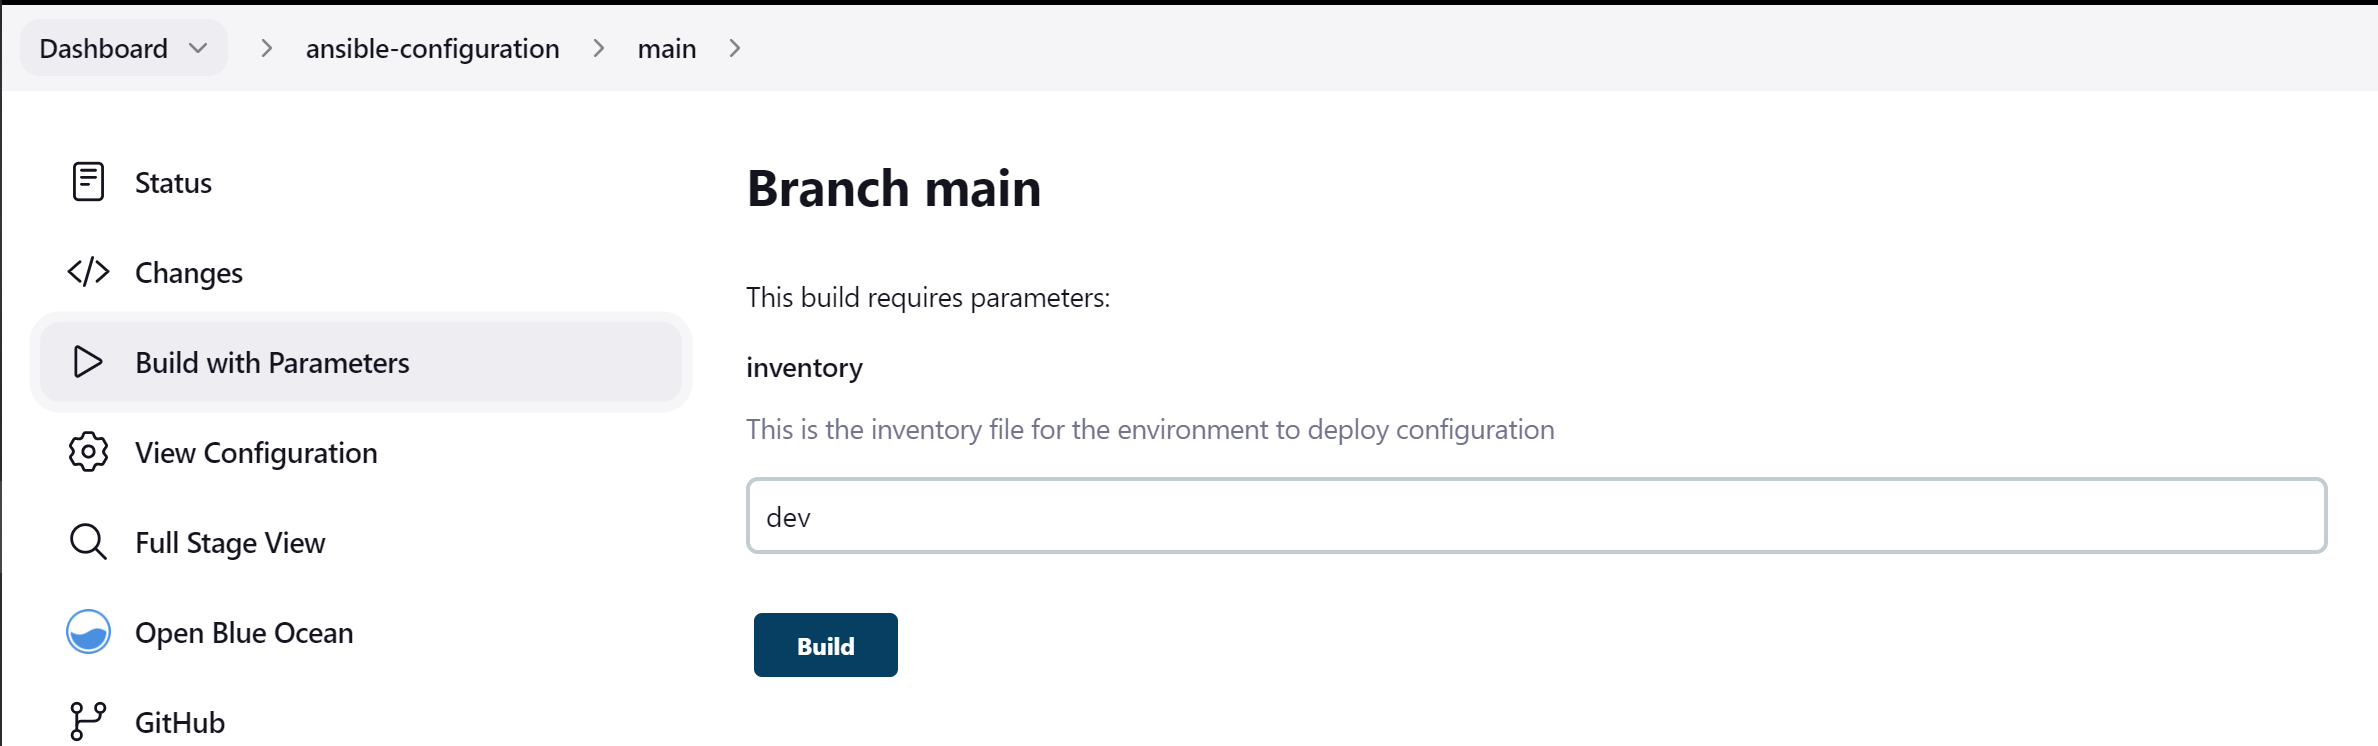 Dashboard ansible-configuration main
Status
Changes
Build with Parameters
View Configuration
Full Stage View
Open Blue Ocean
GitHub
Branch main
This build requires parameters:
inventory
This is the inventory file for the environment to deploy configuration
dev
Build